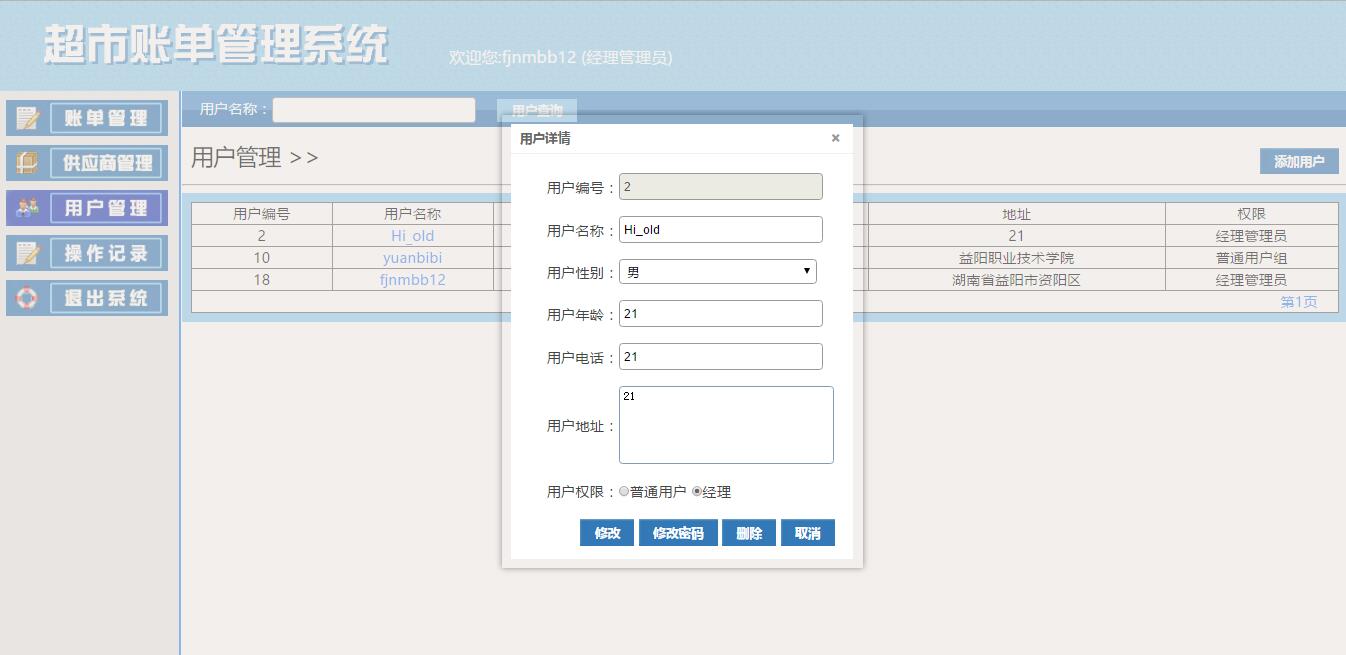 超市账单管理系统
欢迎您:fjnmbb12 (经理管理员)
账单管理
供应商管理
用户管理
操作记录
退出系统
用户名称：
用户查询
用户管理 >>
添加用户
用户编号 用户名称 地址 权限
2 Hi_old 21 经理管理员
10 yuanbibi 益阳职业技术学院 普通用户组
18 fjnmbb12 湖南省益阳市资阳区 经理管理员
第1页
用户详情 ×
用户编号： 2
用户名称： Hi_old
用户性别： 男
用户年龄： 21
用户电话： 21
用户地址： 21
用户权限： 普通用户 经理
修改 修改密码 删除 取消